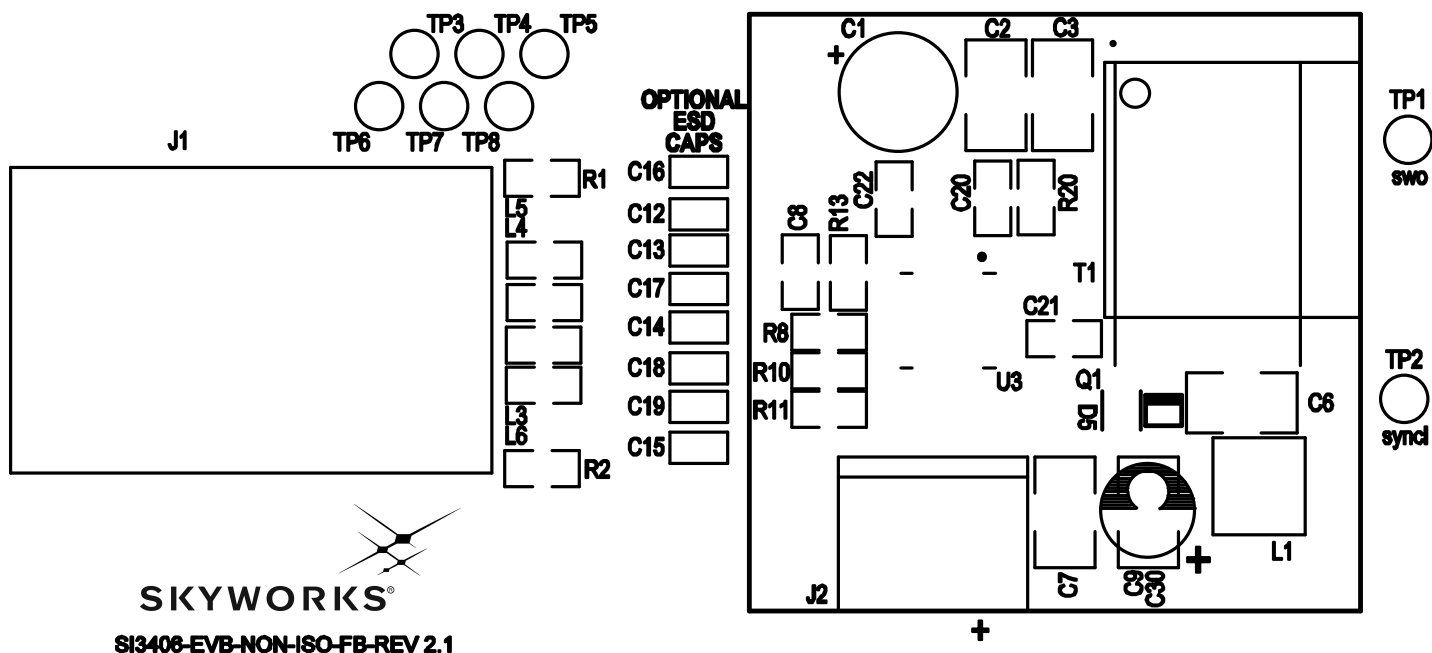 TP3 TP4 TP5
TP6 TP7 TP8
J1
OPTIONAL
ESD
CAPS
R1
L5
L4
L3
L6
R2
C16
C12
C13
C17
C14
C18
C19
C15
+ C1
C2
C3
C22
C20
R20
C8
R13
T1
C21
R8
R10
R11
U3
Q1
D5
C6
L1
J2
C7
C9
C30
+
+
TP1
swo
TP2
syncl
SKYWORKS®
SI3406-EVB-NON-ISO-FB-REV 2.1